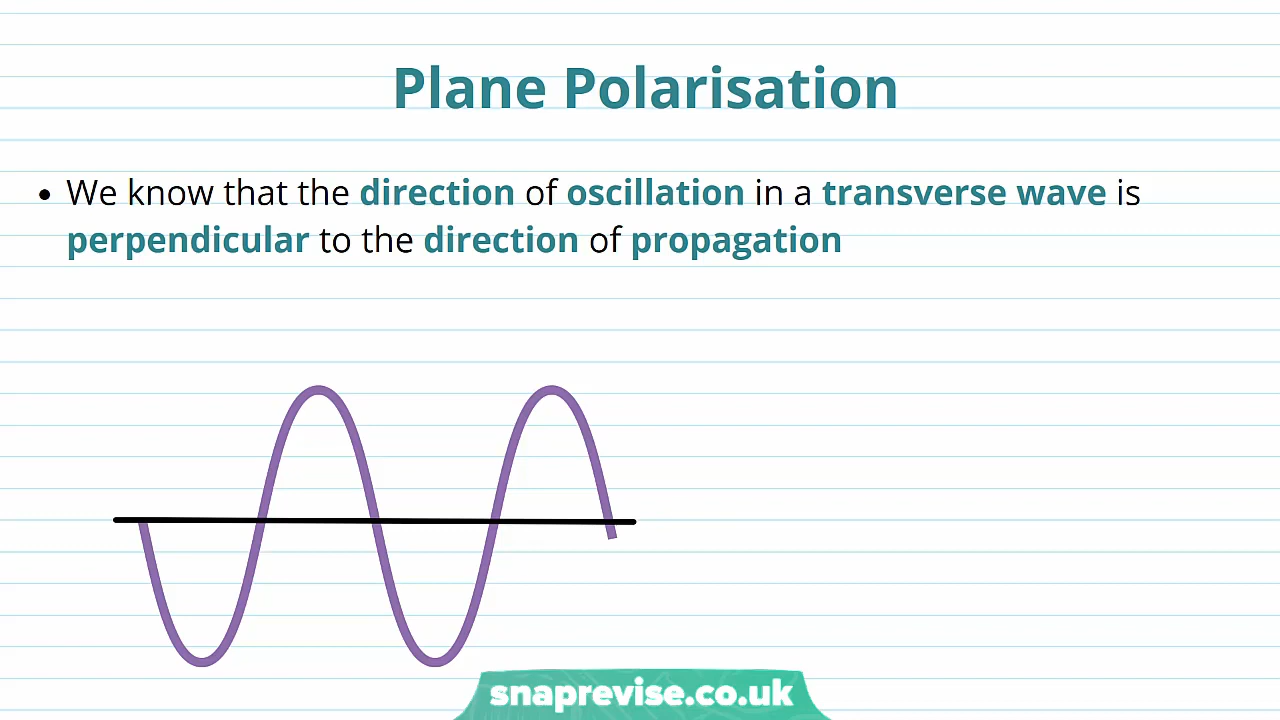 Plane Polarisation
• We know that the direction of oscillation in a transverse wave is
perpendicular to the direction of propagation
snaprevise.co.uk